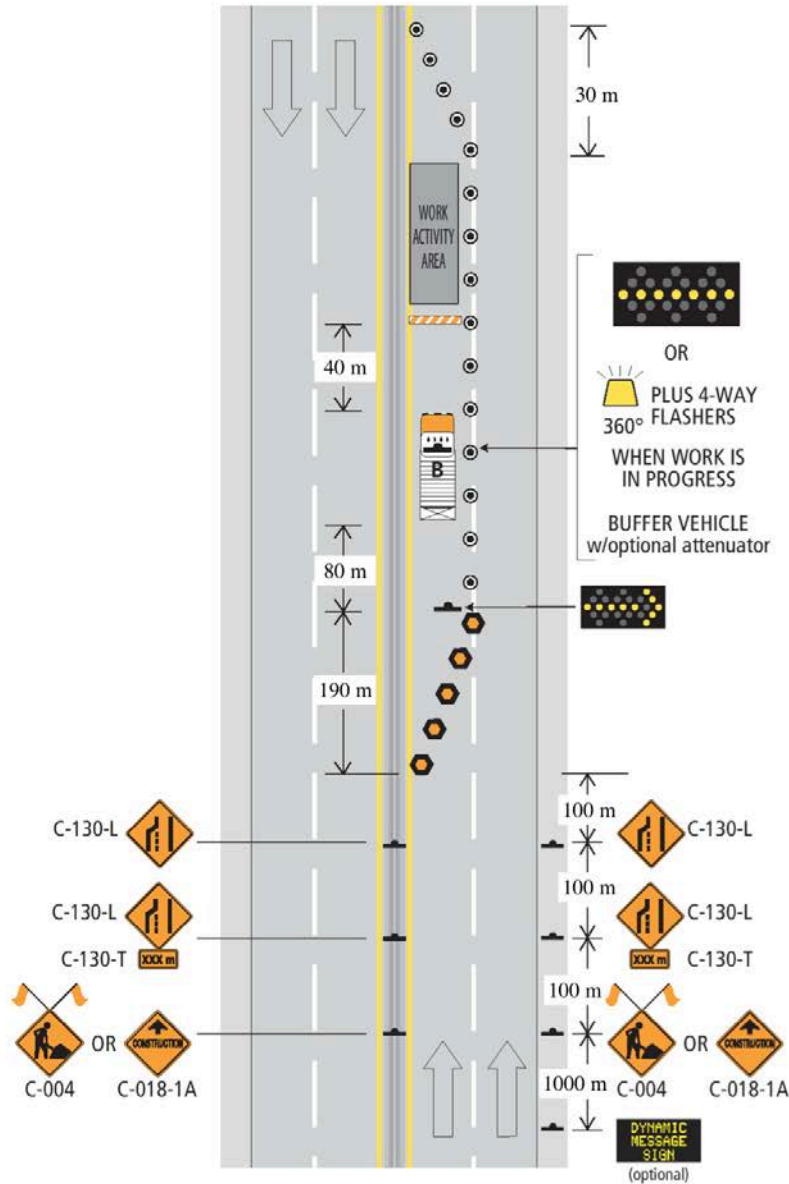 30 m
WORK
ACTIVITY
AREA
OR
360° PLUS 4-WAY
FLASHERS
WHEN WORK IS
IN PROGRESS
BUFFER VEHICLE
w/optional attenuator
40 m
B
80 m
190 m
100 m
C-130-L
C-130-L
100 m
C-130-L
C-130-L
C-130-T XXX m
XXX m C-130-T
100 m
OR CONSTRUCTION
OR CONSTRUCTION
C-004 C-018-1A
1000 m C-004 C-018-1A
DYNAMIC
MESSAGE
SIGN
(optional)